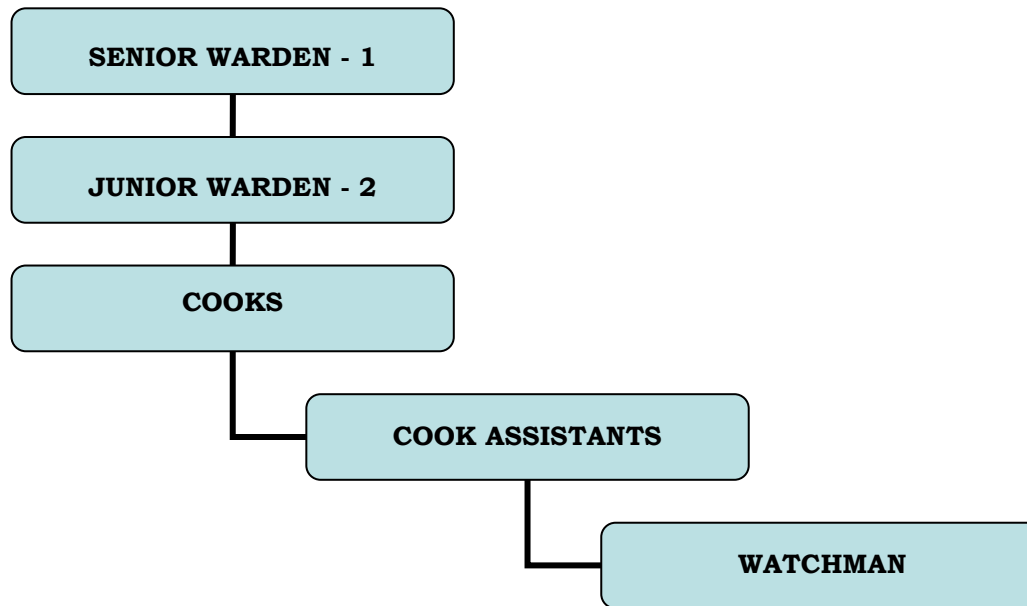 SENIOR WARDEN - 1
JUNIOR WARDEN - 2
COOKS
COOK ASSISTANTS
WATCHMAN